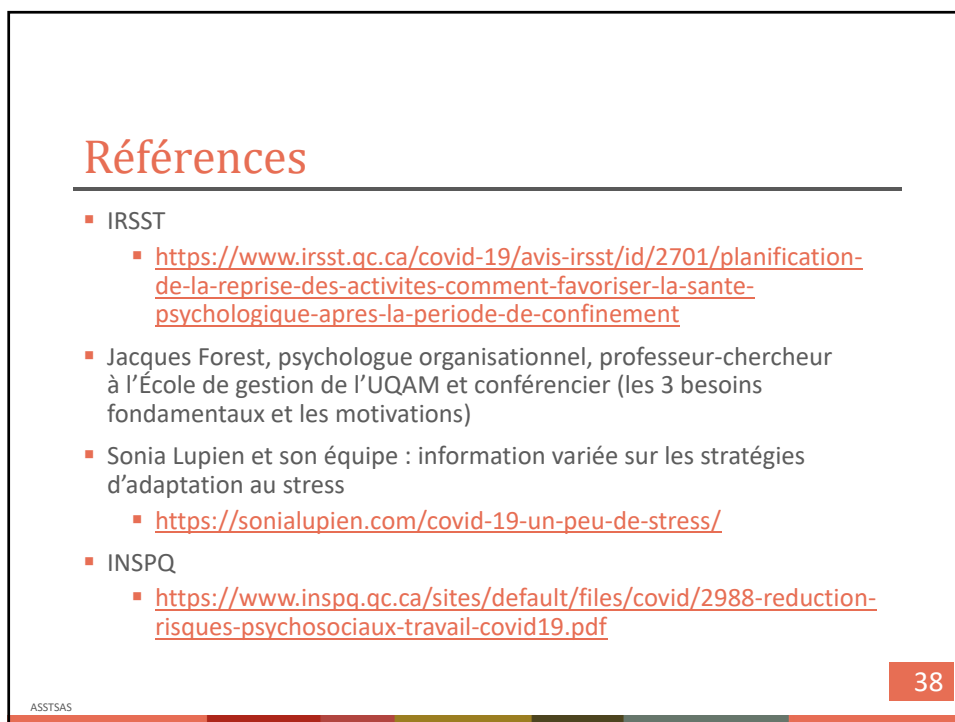 Références
▪ IRSST
▪ https://www.irsst.qc.ca/covid-19/avis-irsst/id/2701/planification-
de-la-reprise-des-activites-comment-favoriser-la-sante-
psychologique-apres-la-periode-de-confinement
▪ Jacques Forest, psychologue organisationnel, professeur-chercheur
à l’École de gestion de l’UQAM et conférencier (les 3 besoins
fondamentaux et les motivations)
▪ Sonia Lupien et son équipe : information variée sur les stratégies
d’adaptation au stress
▪ https://sonialupien.com/covid-19-un-peu-de-stress/
▪ INSPQ
▪ https://www.inspq.qc.ca/sites/default/files/covid/2988-reduction-
risques-psychosociaux-travail-covid19.pdf
38
ASSTSAS